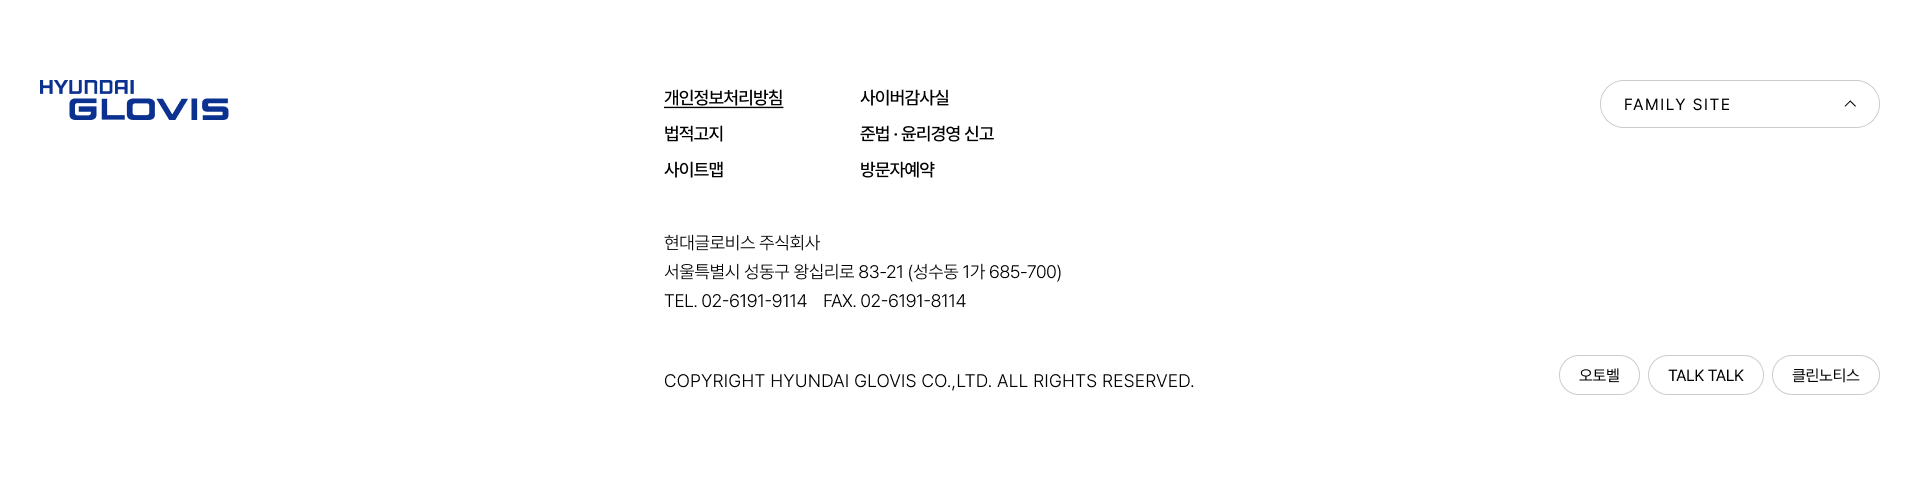 HYUNDAI
GLOVIS
개인정보처리방침
법적고지
사이트맵
사이버감사실
준법 · 윤리경영 신고
방문자예약
FAMILY SITE
현대글로비스 주식회사
서울특별시 성동구 왕십리로 83-21 (성수동 1가 685-700)
TEL. 02-6191-9114 FAX. 02-6191-8114
COPYRIGHT HYUNDAI GLOVIS CO.,LTD. ALL RIGHTS RESERVED.
오토벨
TALK TALK
클린노티스